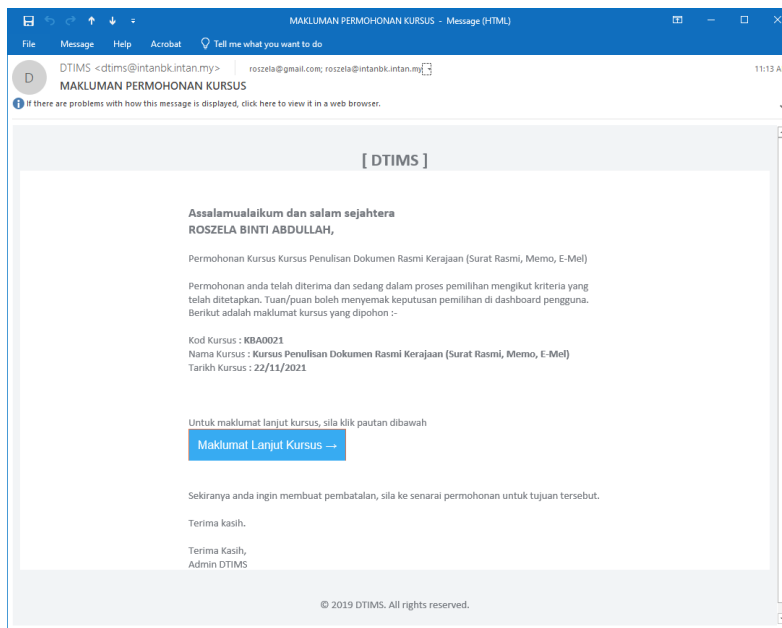 MAKLUMAN PERMOHONAN KURSUS - Message (HTML)
File Message Help Acrobat Tell me what you want to do
D
DTIMS <dtims@intanbk.intan.my> roszela@gmail.com; roszela@intanbk.intan.my
11:13 A
MAKLUMAN PERMOHONAN KURSUS
If there are problems with how this message is displayed, click here to view it in a web browser.
[ DTIMS ]
Assalamualaikum dan salam sejahtera
ROSZELA BINTI ABDULLAH,
Permohonan Kursus Kursus Penulisan Dokumen Rasmi Kerajaan (Surat Rasmi, Memo, E-Mel)
Permohonan anda telah diterima dan sedang dalam proses pemilihan mengikut kriteria yang
telah ditetapkan. Tuan/puan boleh menyemak keputusan pemilihan di dashboard pengguna.
Berikut adalah maklumat kursus yang dipohon :-
Kod Kursus : KBA0021
Nama Kursus : Kursus Penulisan Dokumen Rasmi Kerajaan (Surat Rasmi, Memo, E-Mel)
Tarikh Kursus : 22/11/2021
Untuk maklumat lanjut kursus, sila klik pautan dibawah
Maklumat Lanjut Kursus →
Sekiranya anda ingin membuat pembatalan, sila ke senarai permohonan untuk tujuan tersebut.
Terima kasih.
Terima Kasih,
Admin DTIMS
© 2019 DTIMS. All rights reserved.